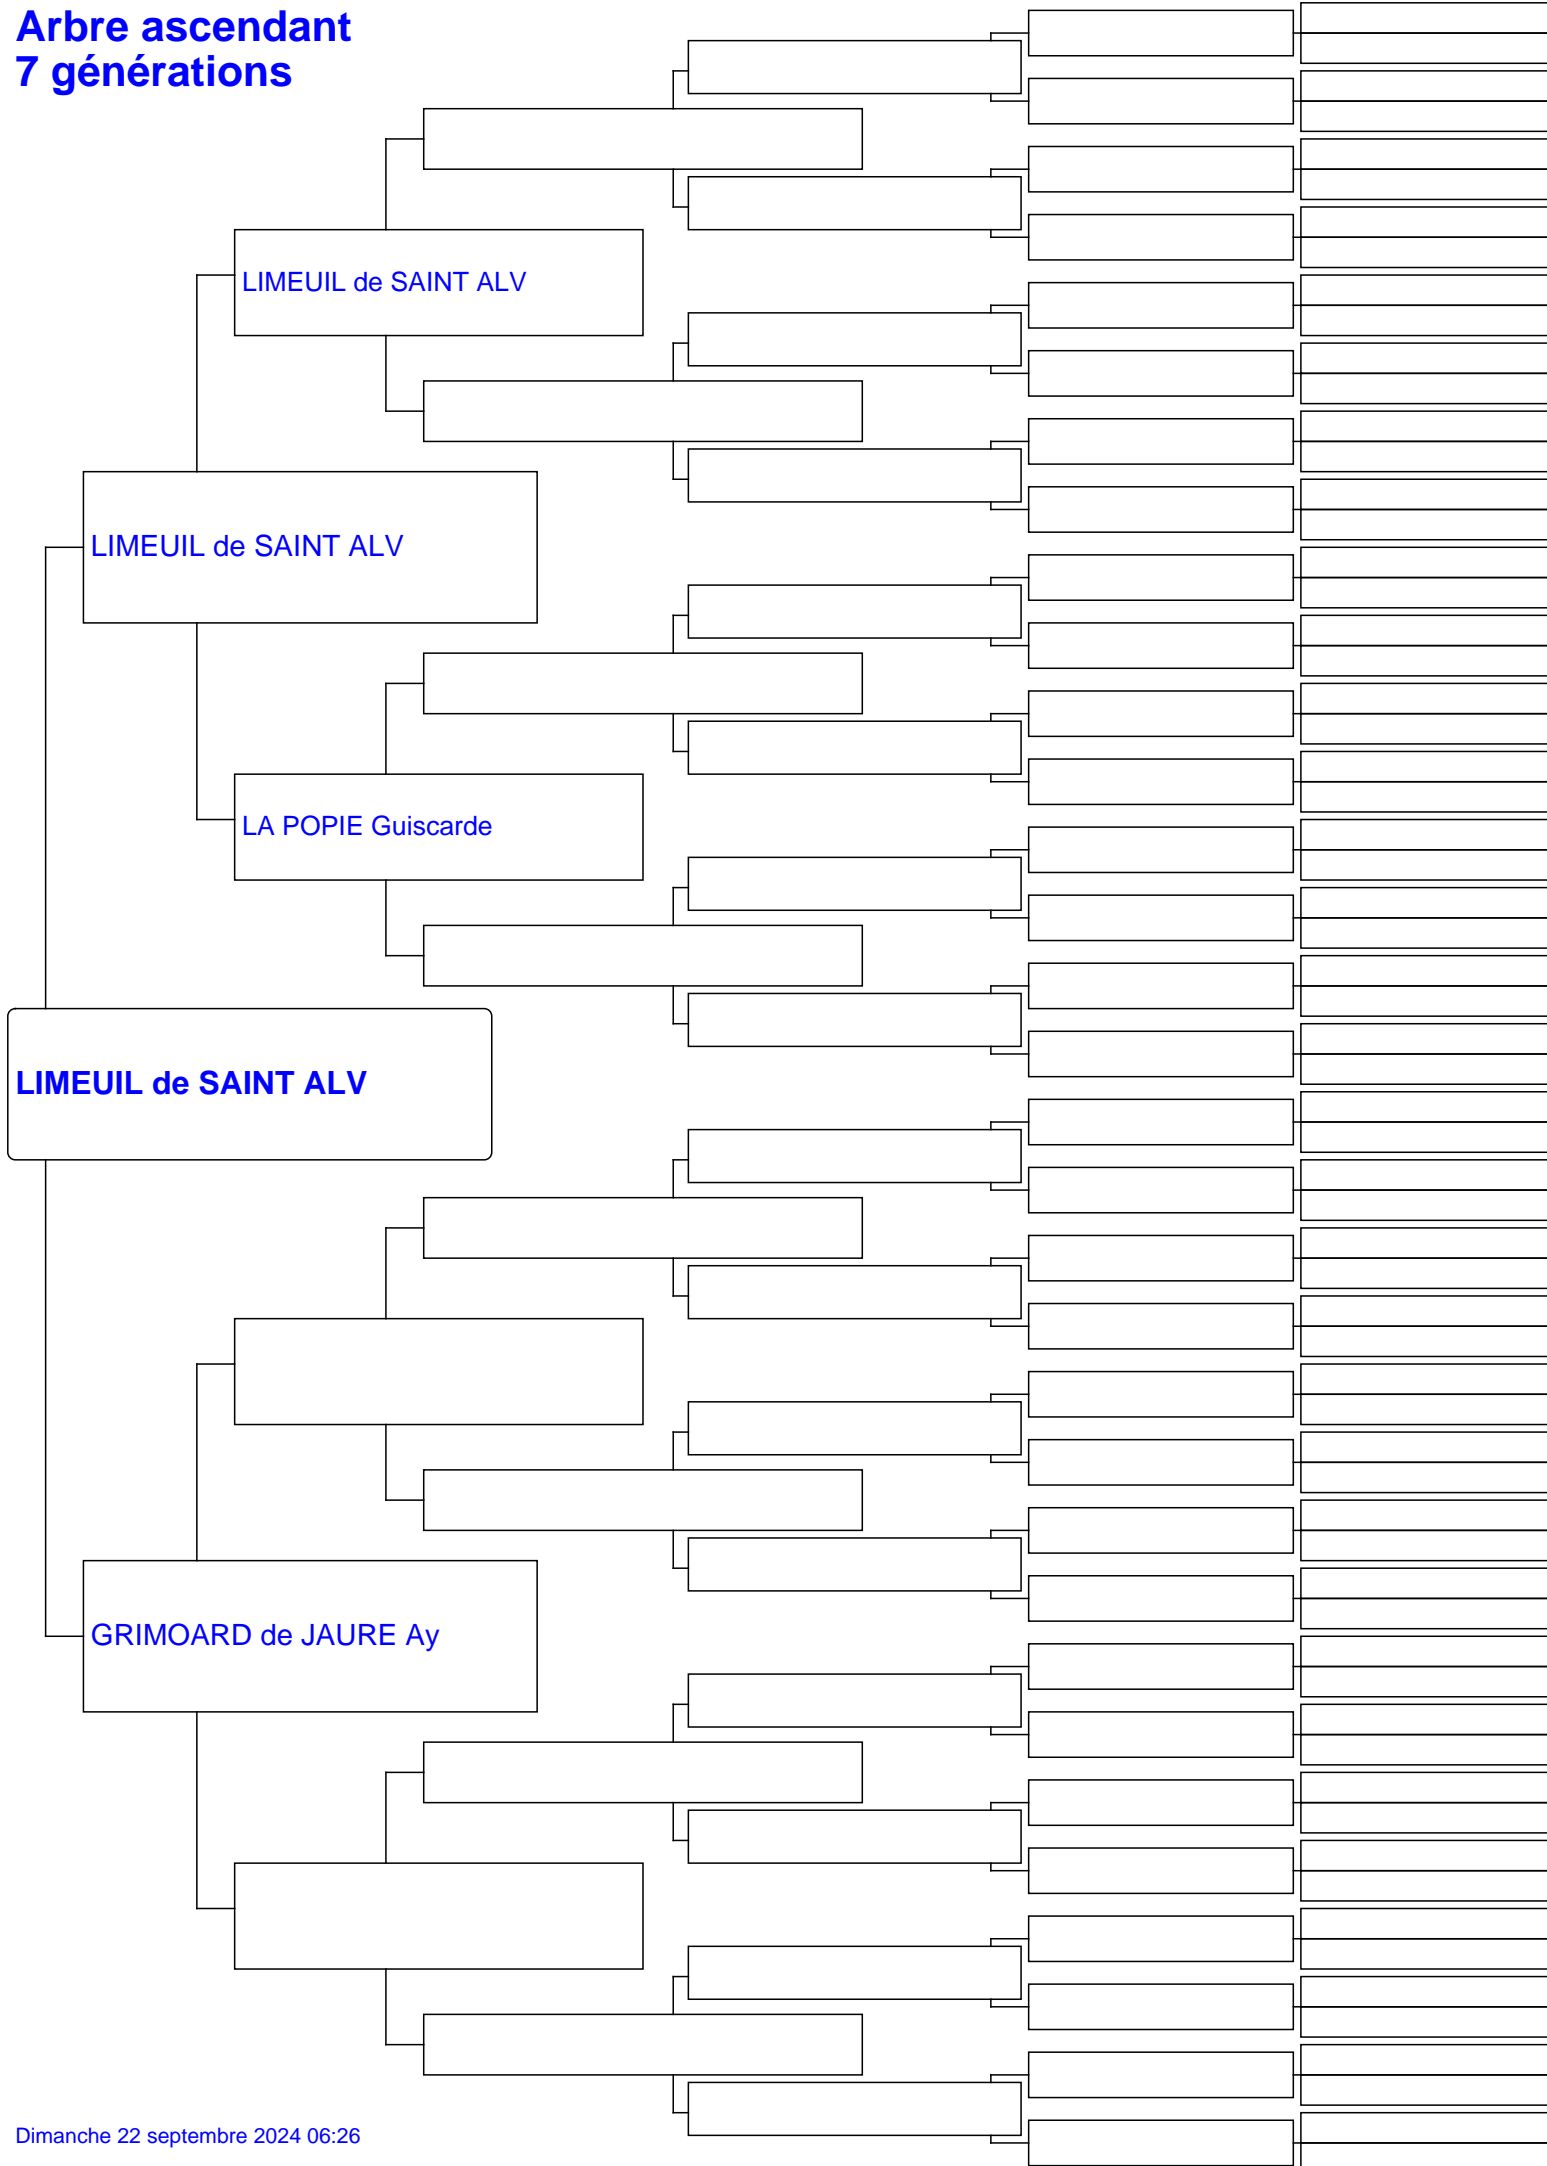 Arbre ascendant
7 générations
LIMEUIL de SAINT ALV
LIMEUIL de SAINT ALV
LA POPIE Guiscarde
LIMEUIL de SAINT ALV
GRIMOARD de JAURE Ay
Dimanche 22 septembre 2024 06:26